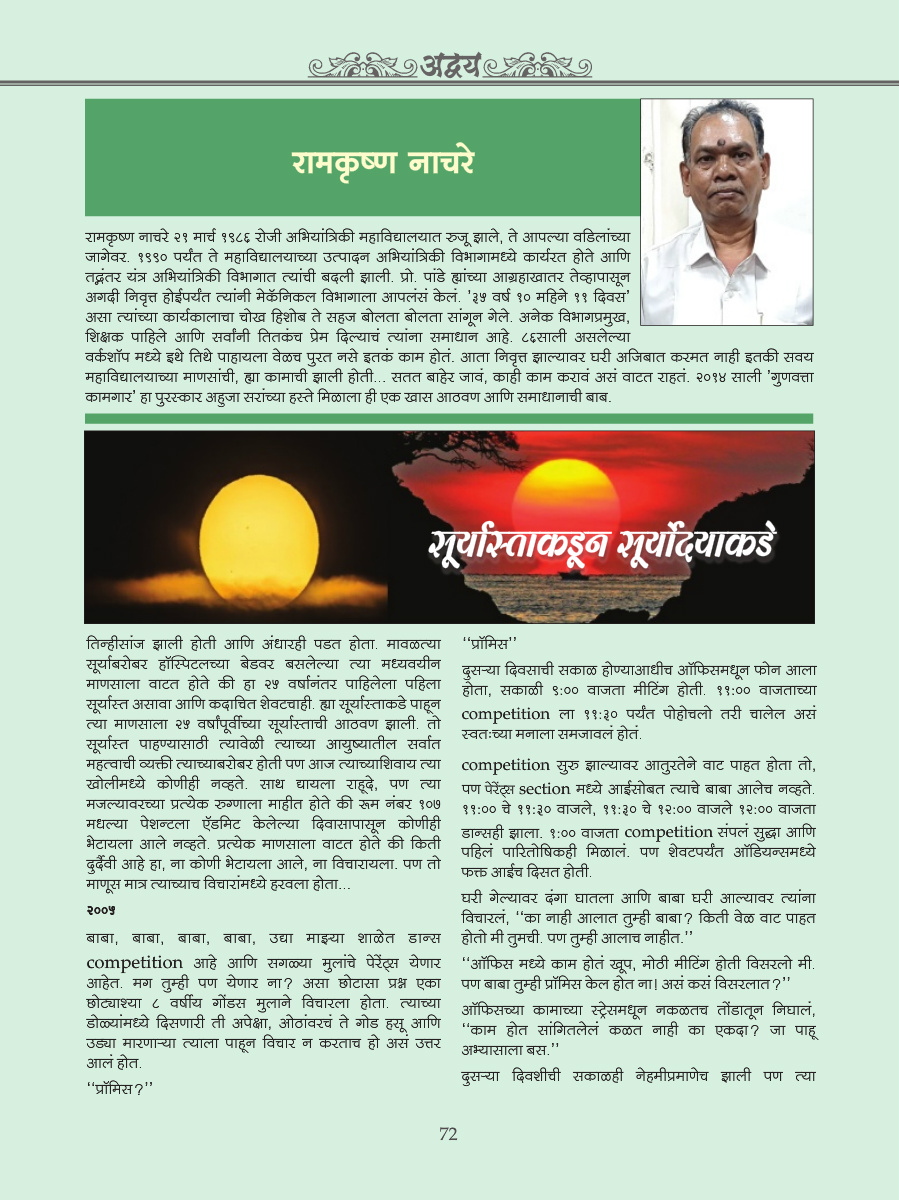 अद्वय
रामकृष्ण नाचरे
रामकृष्ण नाचरे २१ मार्च १९८६ रोजी अभियांत्रिकी महाविद्यालयात रुजू झाले, ते आपल्या वडिलांच्या
जागेवर. १९९० पर्यंत ते महाविद्यालयाच्या उत्पादन अभियांत्रिकी विभागामध्ये कार्यरत होते आणि
तद्नंतर यंत्र अभियांत्रिकी विभागात त्यांची बदली झाली. प्रो. पांडे ह्यांच्या आग्रहाखातर तेव्हापासून
अगदी निवृत्त होईपर्यंत त्यांनी मेकॅनिकल विभागाला आपलंसं केलं. '३५ वर्ष १० महिने ११ दिवस'
असा त्यांच्या कार्यकालाचा चोख हिशोब ते सहज बोलता बोलता सांगून गेले. अनेक विभागप्रमुख,
शिक्षक पाहिले आणि सर्वांनी तितकंच प्रेम दिल्याचं त्यांना समाधान आहे. ८६साली असलेल्या
वर्कशॉप मध्ये इथे तिथे पाहायला वेळच पुरत नसे इतकं काम होतं. आता निवृत्त झाल्यावर घरी अजिबात करमत नाही इतकी सवय
महाविद्यालयाच्या माणसांची, ह्या कामाची झाली होती... सतत बाहेर जावं, काही काम करावं असं वाटत राहतं. २०१४ साली 'गुणवत्ता
कामगार' हा पुरस्कार अहुजा सरांच्या हस्ते मिळाला ही एक खास आठवण आणि समाधानाची बाब.
सूर्यास्ताकडून सूर्योदयाकडे
तिन्हीसांज झाली होती आणि अंधारही पडत होता. मावळत्या
सूर्याबरोबर हॉस्पिटलच्या बेडवर बसलेल्या त्या मध्यवयीन
माणसाला वाटत होते की हा २५ वर्षानंतर पाहिलेला पहिला
सूर्यास्त असावा आणि कदाचित शेवटचाही. ह्या सूर्यास्ताकडे पाहून
त्या माणसाला २५ वर्षांपूर्वीच्या सूर्यास्ताची आठवण झाली. तो
सूर्यास्त पाहण्यासाठी त्यावेळी त्याच्या आयुष्यातील सर्वात
महत्वाची व्यक्ती त्याच्याबरोबर होती पण आज त्याच्याशिवाय त्या
खोलीमध्ये कोणीही नव्हते. साथ द्यायला राहूदे, पण त्या
मजल्यावरच्या प्रत्येक रुग्णाला माहीत होते की रूम नंबर १०७
मधल्या पेशन्टला ऍडमिट केलेल्या दिवसापासून कोणीही
भेटायला आले नव्हते. प्रत्येक माणसाला वाटत होते की किती
दुर्दैवी आहे हा, ना कोणी भेटायला आले, ना विचारायला. पण तो
माणूस मात्र त्याच्याच विचारांमध्ये हरवला होता...
२००५
बाबा, बाबा, बाबा, बाबा, उद्या माझ्या शाळेत डान्स
competition आहे आणि सगळ्या मुलांचे पेरेंट्स येणार
आहेत. मग तुम्ही पण येणार ना? असा छोटासा प्रश्न एका
छोट्याश्या ८ वर्षीय गोंडस मुलाने विचारला होता. त्याच्या
डोळ्यांमध्ये दिसणारी ती अपेक्षा, ओठांवरचं ते गोड हसू आणि
उड्या मारणाऱ्या त्याला पाहून विचार न करताच हो असं उत्तर
आलं होत.
‘‘प्रॉमिस?’’
‘‘प्रॉमिस’’
दुसऱ्या दिवसाची सकाळ होण्याआधीच ऑफिसमधून फोन आला
होता, सकाळी ९:०० वाजता मीटिंग होती. ११:०० वाजताच्या
competition ला ११:३० पर्यंत पोहोचलो तरी चालेल असं
स्वतःच्या मनाला समजावलं होतं.
competition सुरु झाल्यावर आतुरतेने वाट पाहत होता तो,
पण पेरेंट्स section मध्ये आईसोबत त्याचे बाबा आलेच नव्हते.
११:०० चे ११:३० वाजले, ११:३० चे १२:०० वाजले १२:०० वाजता
डान्सही झाला. १:०० वाजता competition संपलं सुद्धा आणि
पहिलं पारितोषिकही मिळालं. पण शेवटपर्यंत ऑडियन्समध्ये
फक्त आईच दिसत होती.
घरी गेल्यावर दंगा घातला आणि बाबा घरी आल्यावर त्यांना
विचारलं, ‘‘का नाही आलात तुम्ही बाबा? किती वेळ वाट पाहत
होतो मी तुमची. पण तुम्ही आलाच नाहीत.’’
‘‘ऑफिस मध्ये काम होतं खूप, मोठी मीटिंग होती विसरलो मी.
पण बाबा तुम्ही प्रॉमिस केल होत ना! असं कसं विसरलात?’’
ऑफिसच्या कामाच्या स्ट्रेसमधून नकळतच तोंडातून निघालं,
‘‘काम होत सांगितलेलं कळत नाही का एकदा? जा पाहू
अभ्यासाला बस.’’
दुसऱ्या दिवशीची सकाळही नेहमीप्रमाणेच झाली पण त्या
72